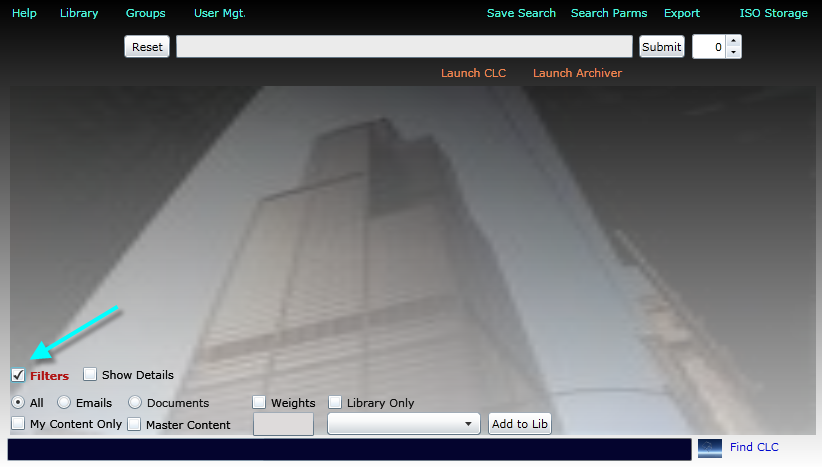 Help Library Groups User Mgt. Save Search Search Parms Export ISO Storage
Reset Submit 0
Launch CLC Launch Archiver
Filters Show Details
All Emails Documents Weights Library Only
My Content Only Master Content Add to Lib
Find CLC